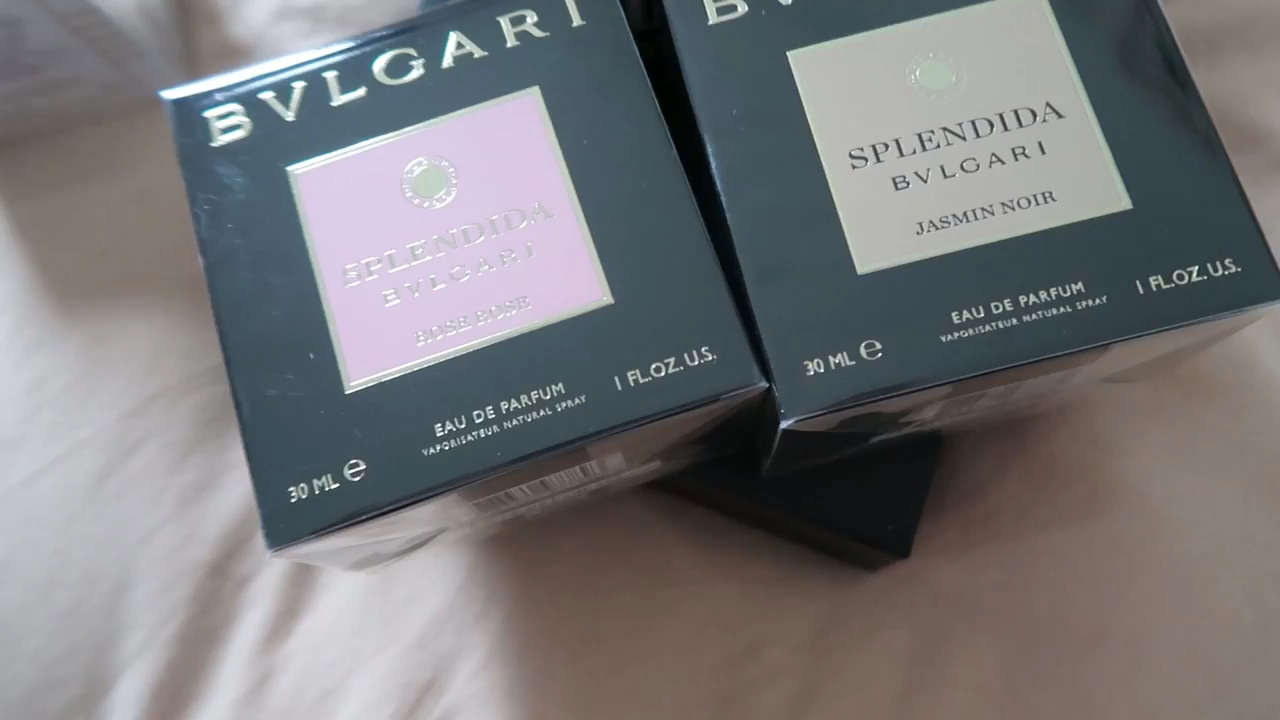 BVLGARI
SPLENDIDA
BVLGARI
ROSE ROSE
EAU DE PARFUM
VAPORISATEUR NATURAL SPRAY
30 ML e
1 FL.OZ.U.S.
SPLENDIDA
BVLGARI
JASMIN NOIR
EAU DE PARFUM
VAPORISATEUR NATURAL SPRAY
30 ML e
1 FL.OZ.U.S.